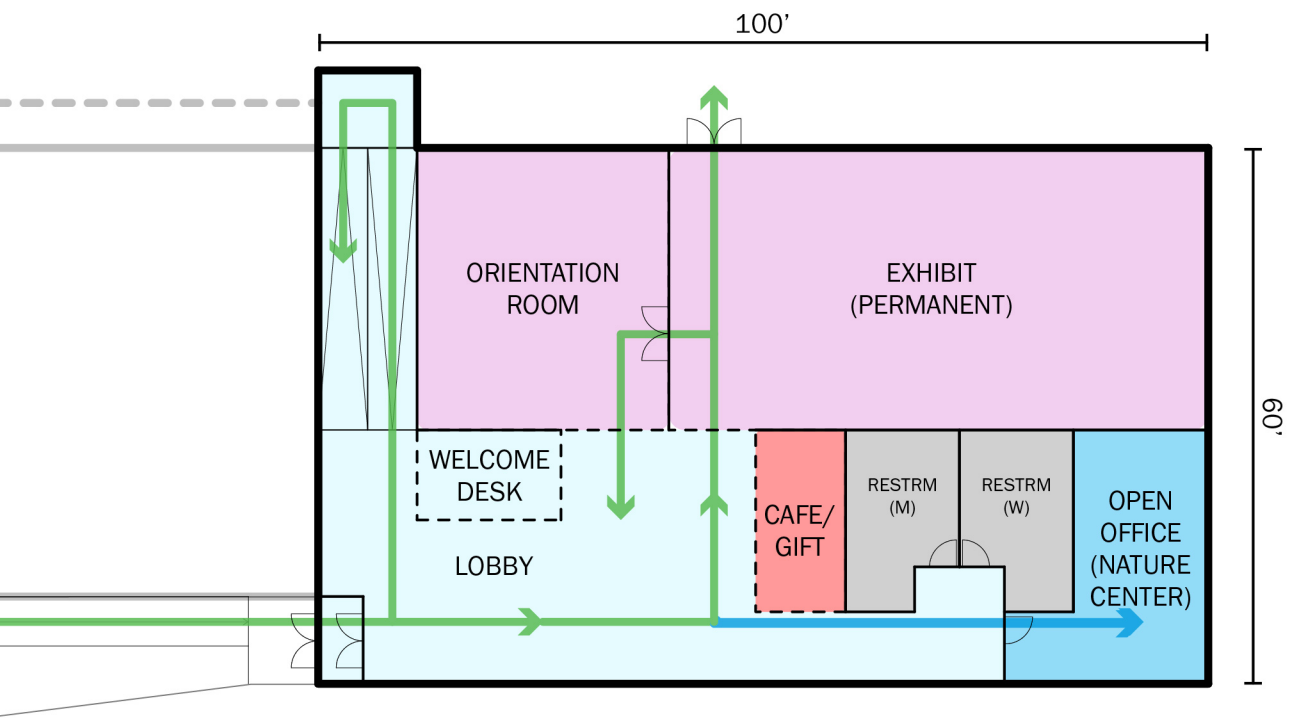 100’
ORIENTATION
ROOM
EXHIBIT
(PERMANENT)
60’
WELCOME
DESK
LOBBY
CAFE/
GIFT
RESTRM
(M)
RESTRM
(W)
OPEN
OFFICE
(NATURE
CENTER)